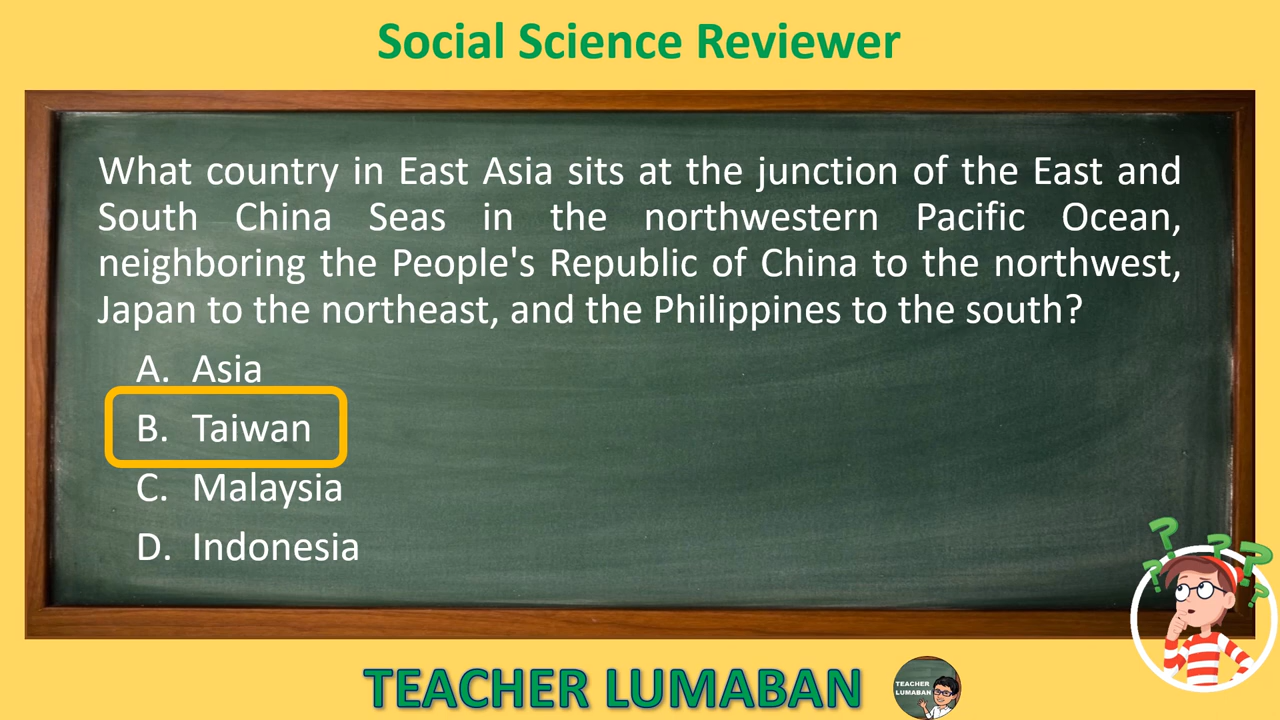 Social Science Reviewer
What country in East Asia sits at the junction of the East and
South China Seas in the northwestern Pacific Ocean,
neighboring the People's Republic of China to the northwest,
Japan to the northeast, and the Philippines to the south?
A. Asia
B. Taiwan
C. Malaysia
D. Indonesia
? ? ? ? ?
TEACHER LUMABAN
TEACHER
LUMABAN